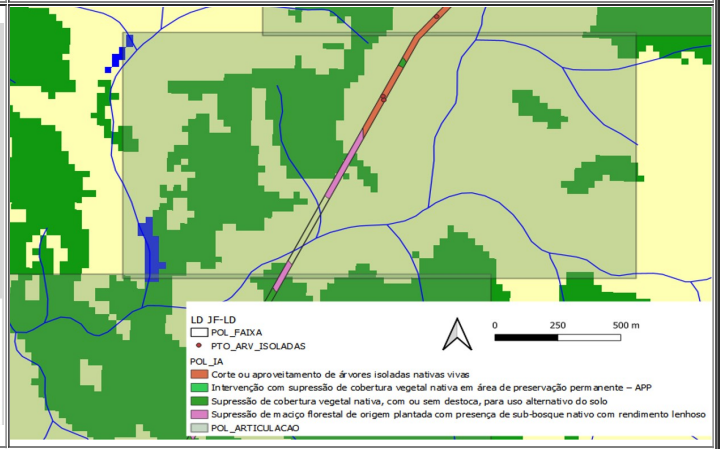 LD JF-LD
POL_FAIXA
PTO_ARV_ISOLADAS
POL_IA
Corte ou aproveitamento de árvores isoladas nativas vivas
Intervenção com supressão de cobertura vegetal nativa em área de preservação permanente – APP
Supressão de cobertura vegetal nativa, com ou sem destoca, para uso alternativo do solo
Supressão de maciço florestal de origem plantada com presença de sub-bosque nativo com rendimento lenhoso
POL_ARTICULACAO
0 250 500 m